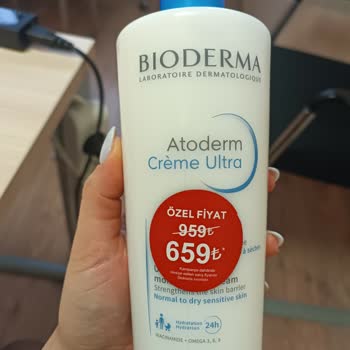 BIODERMA
LABORATOIRE DERMATOLOGIQUE
Atoderm
Crème Ultra
ÖZEL FİYAT
959₺
659₺*
Strengthens the skin barrier
Normal to dry sensitive skin
Hydratation
Hydration
24h
NIACINAMIDE • OMEGA 3, 6, 9